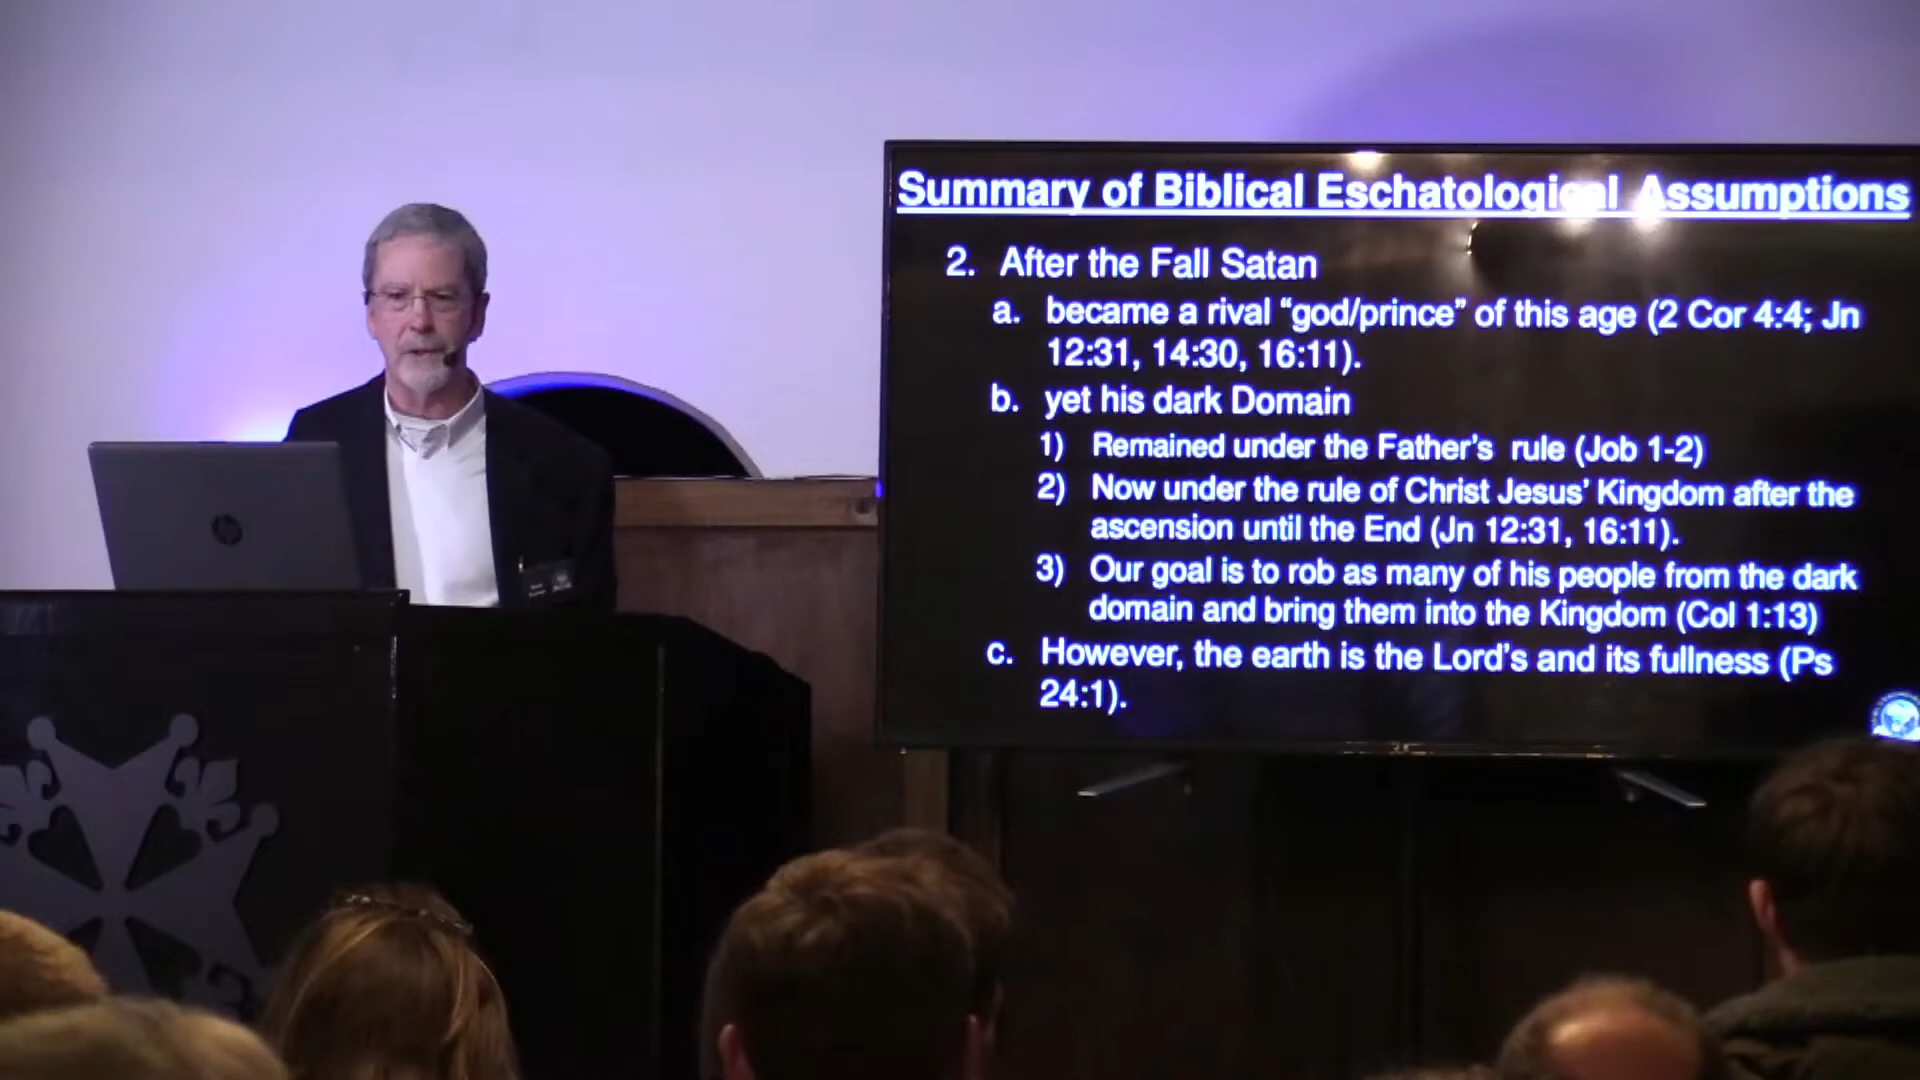 Summary of Biblical Eschatological Assumptions
2. After the Fall Satan
a. became a rival “god/prince” of this age (2 Cor 4:4; Jn
12:31, 14:30, 16:11).
b. yet his dark Domain
1) Remained under the Father’s rule (Job 1-2)
2) Now under the rule of Christ Jesus’ Kingdom after the
ascension until the End (Jn 12:31, 16:11).
3) Our goal is to rob as many of his people from the dark
domain and bring them into the Kingdom (Col 1:13)
c. However, the earth is the Lord’s and its fullness (Ps
24:1).
hp